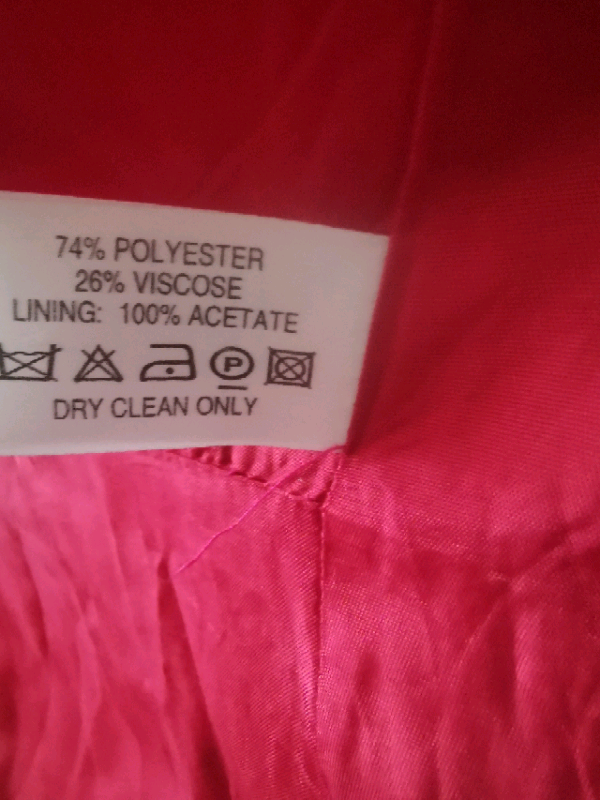 74% POLYESTER
26% VISCOSE
LINING: 100% ACETATE
P
DRY CLEAN ONLY